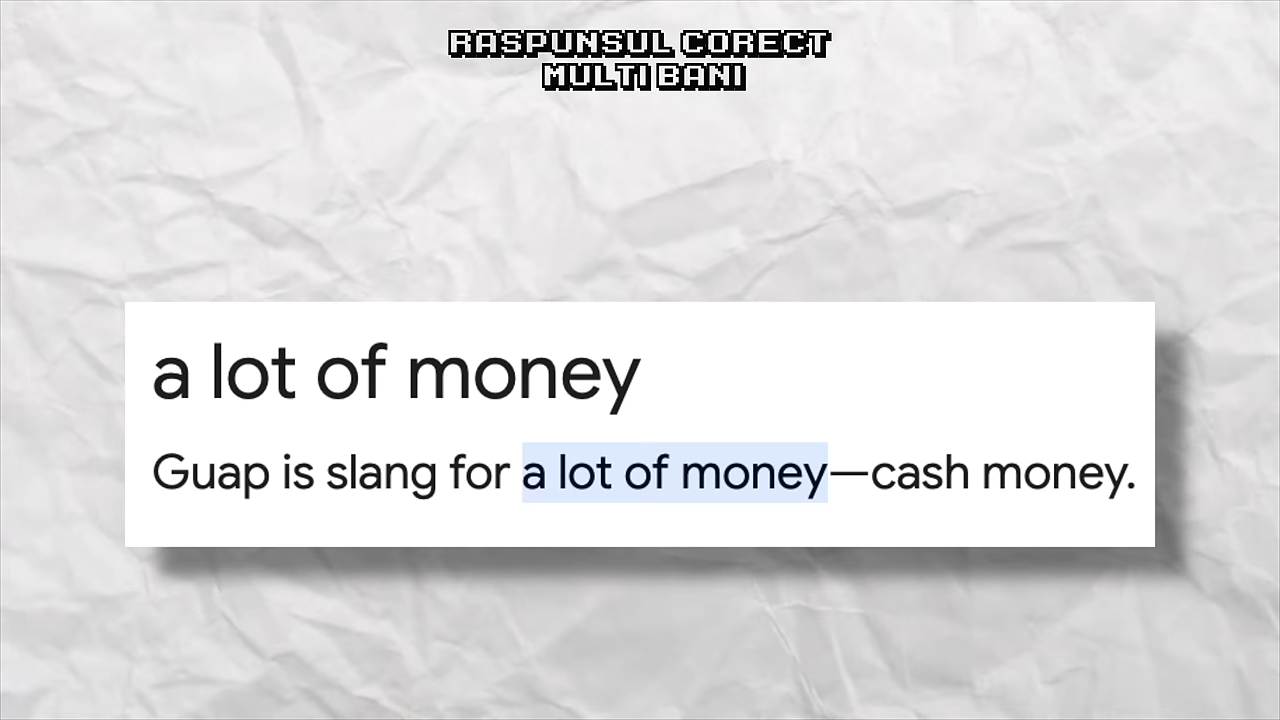 RASPUNSUL CORECT
MULTI BANI
a lot of money
Guap is slang for a lot of money—cash money.